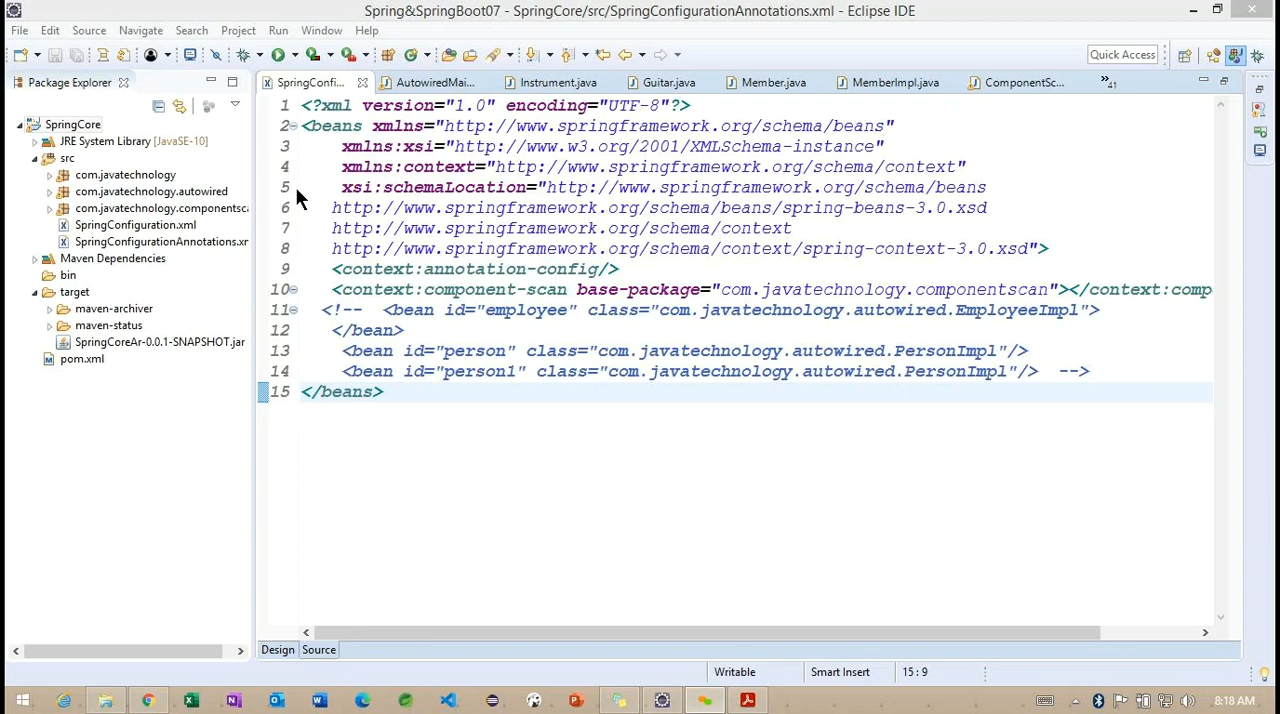 Spring&SpringBoot07 - SpringCore/src/SpringConfigurationAnnotations.xml - Eclipse IDE
File Edit Source Navigate Search Project Run Window Help
Quick Access
Package Explorer
SpringConfi... AutowiredMai... Instrument.java Guitar.java Member.java MemberImpl.java ComponentSc... »41
SpringCore
JRE System Library [JavaSE-10]
src
com.javatechnology
com.javatechnology.autowired
com.javatechnology.componentsca
SpringConfiguration.xml
SpringConfigurationAnnotations.xr
Maven Dependencies
bin
target
maven-archiver
maven-status
SpringCoreAr-0.0.1-SNAPSHOT.jar
pom.xml
1 <?xml version="1.0" encoding="UTF-8"?>
2 <beans xmlns="http://www.springframework.org/schema/beans"
3 xmlns:xsi="http://www.w3.org/2001/XMLSchema-instance"
4 xmlns:context="http://www.springframework.org/schema/context"
5 xsi:schemaLocation="http://www.springframework.org/schema/beans
6 http://www.springframework.org/schema/beans/spring-beans-3.0.xsd
7 http://www.springframework.org/schema/context
8 http://www.springframework.org/schema/context/spring-context-3.0.xsd">
9 <context:annotation-config/>
10 <context:component-scan base-package="com.javatechnology.componentscan"></context:comp
11 <!-- <bean id="employee" class="com.javatechnology.autowired.EmployeeImpl">
12 </bean>
13 <bean id="person" class="com.javatechnology.autowired.PersonImpl"/>
14 <bean id="person1" class="com.javatechnology.autowired.PersonImpl"/> -->
15 </beans>
Design Source
Writable Smart Insert 15 : 9
8:18 AM